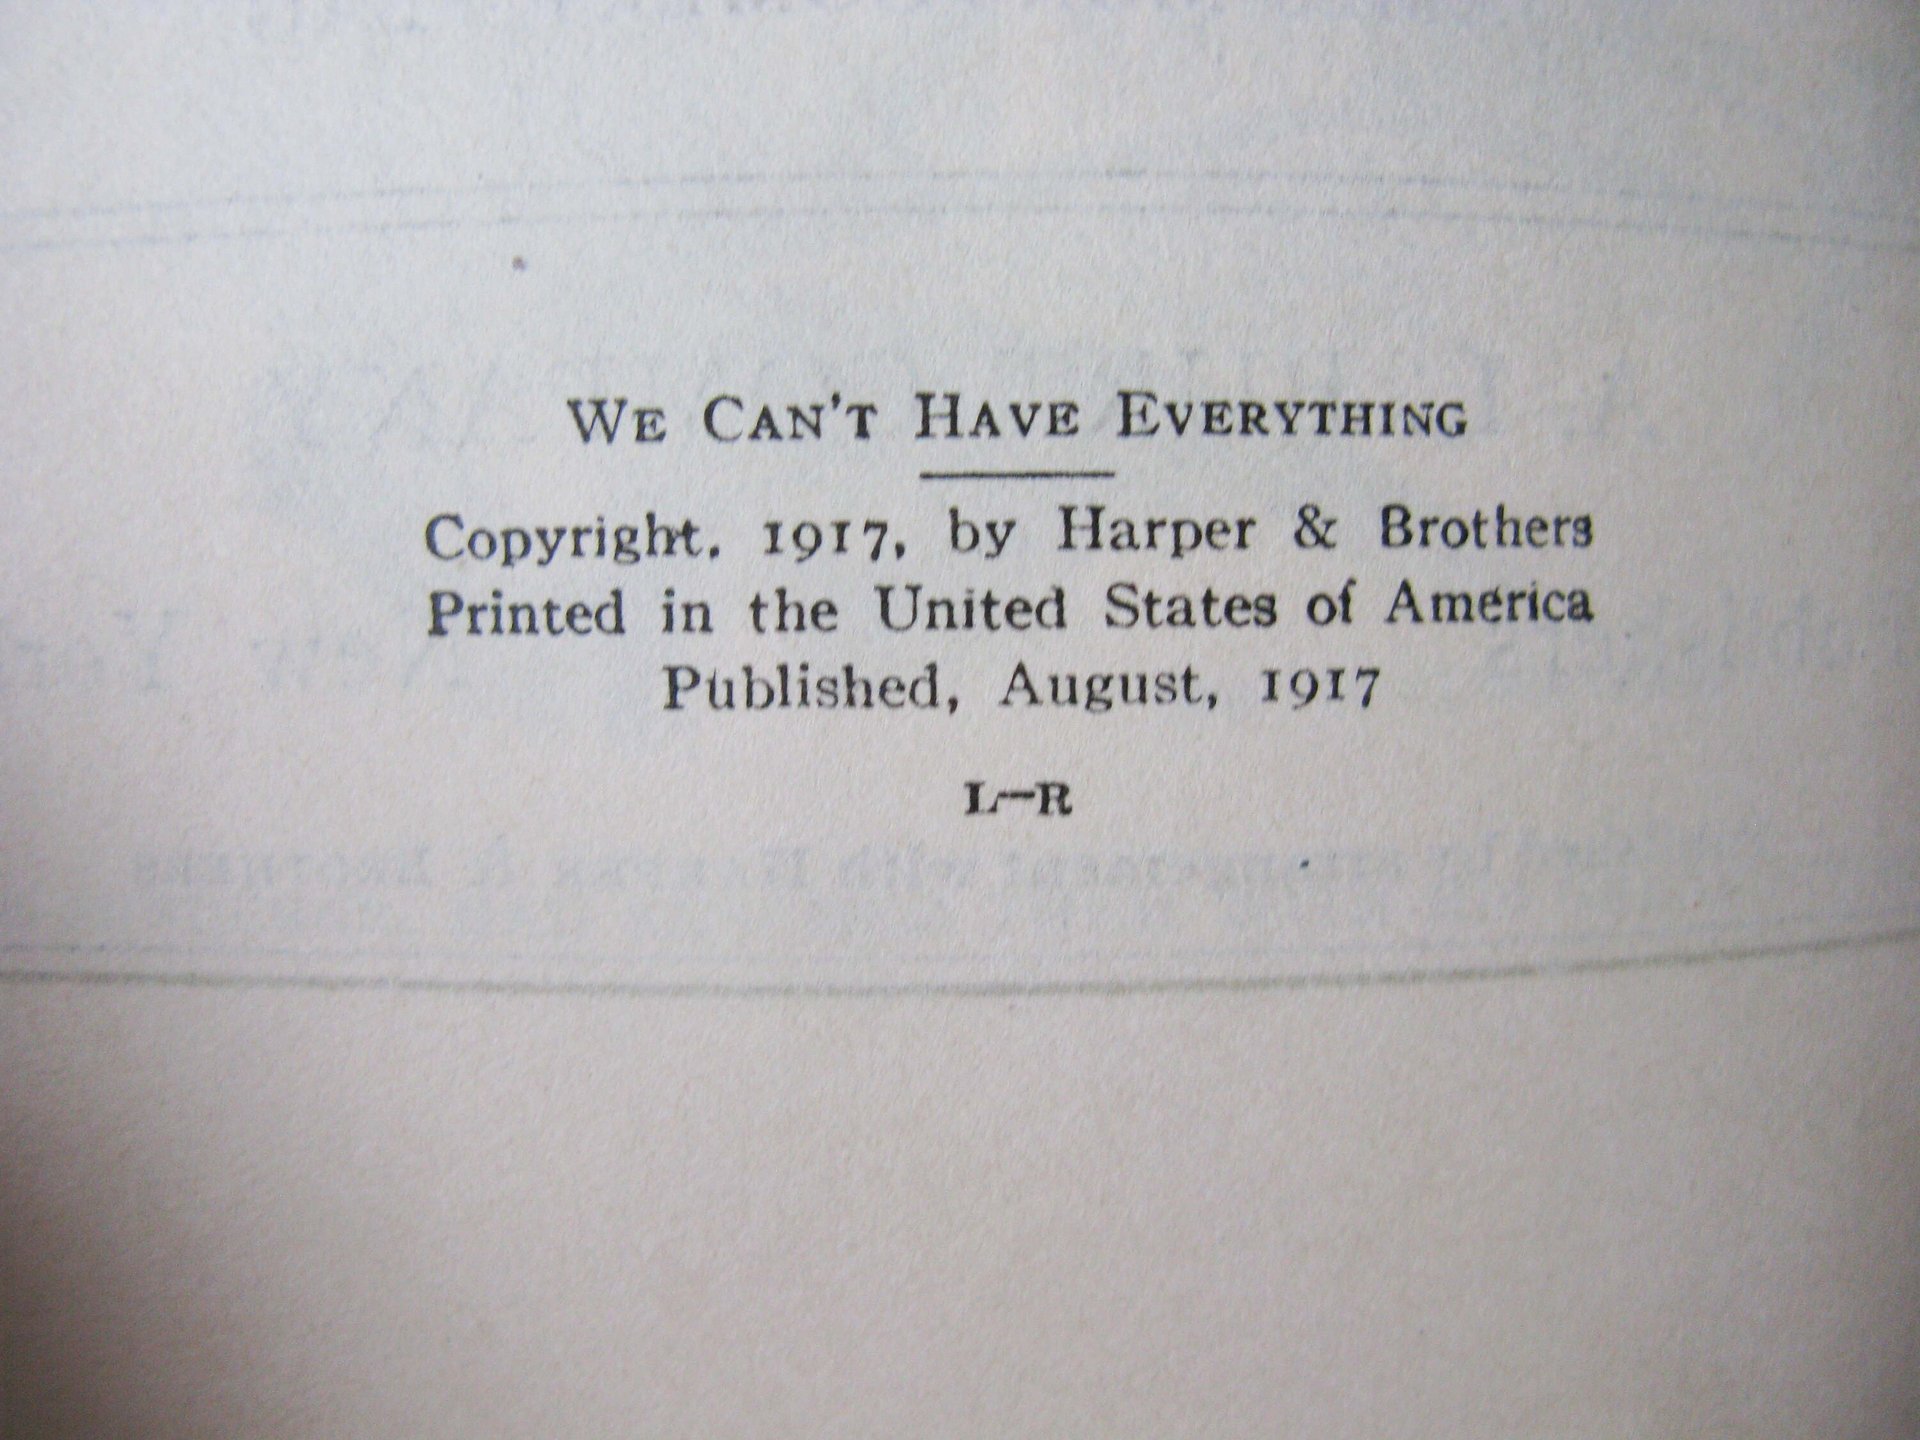 WE CAN'T HAVE EVERYTHING
Copyright, 1917, by Harper & Brothers
Printed in the United States of America
Published, August, 1917
L-R